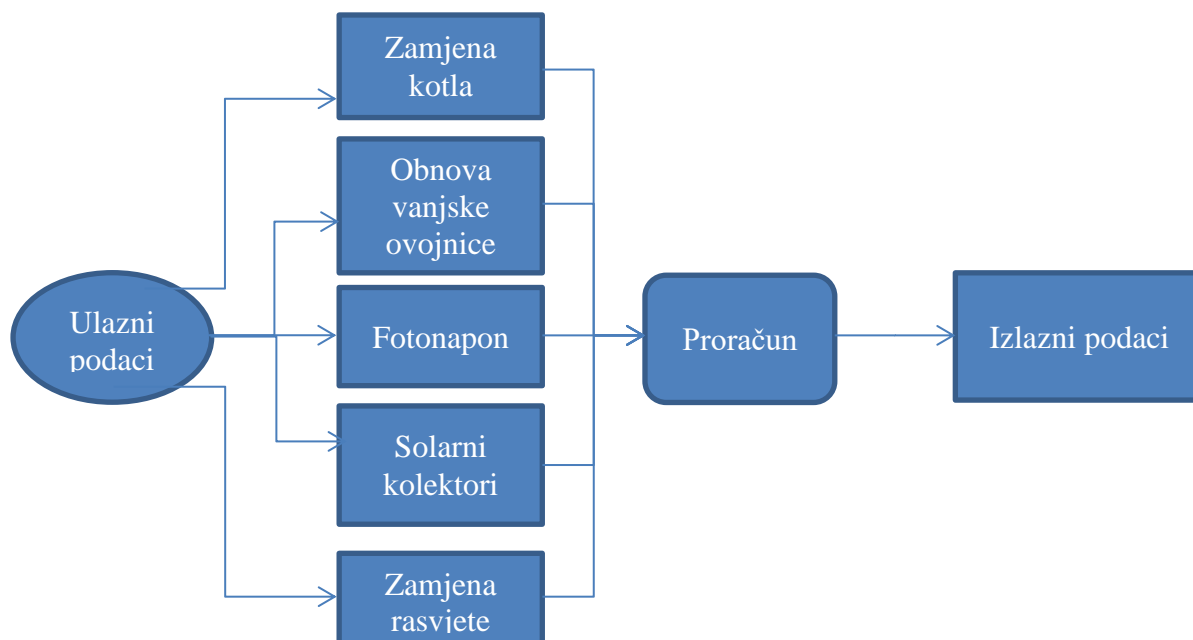 Ulazni
podaci
Zamjena
kotla
Obnova
vanjske
ovojnice
Fotonapon
Solarni
kolektori
Zamjena
rasvjete
Proračun
Izlazni podaci